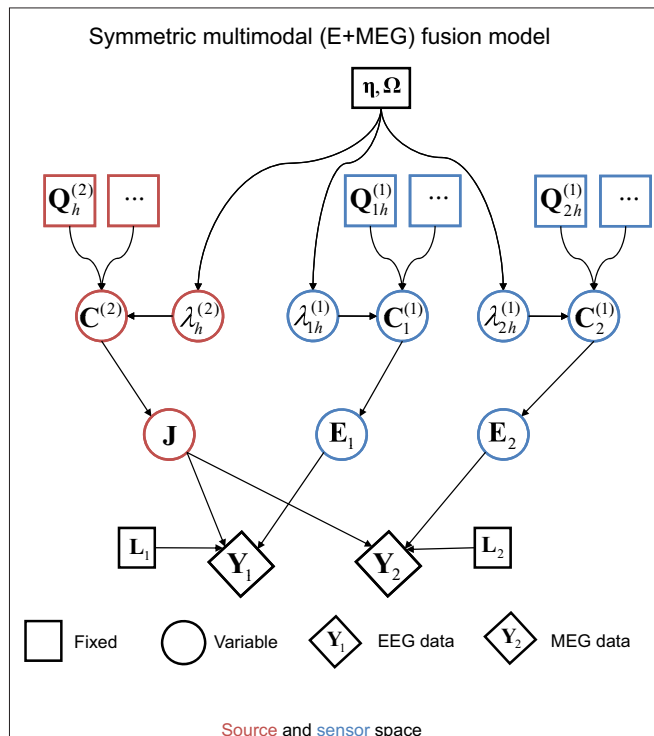 Symmetric multimodal (E+MEG) fusion model
η, Ω
Q_h^(2) ... Q_1h^(1) ... Q_2h^(1) ...
C^(2) λ_h^(2) λ_1h^(1) C_1^(1) λ_2h^(1) C_2^(1)
J E_1 E_2
L_1 Y_1 Y_2 L_2
Fixed Variable Y_1 EEG data Y_2 MEG data
Source and sensor space